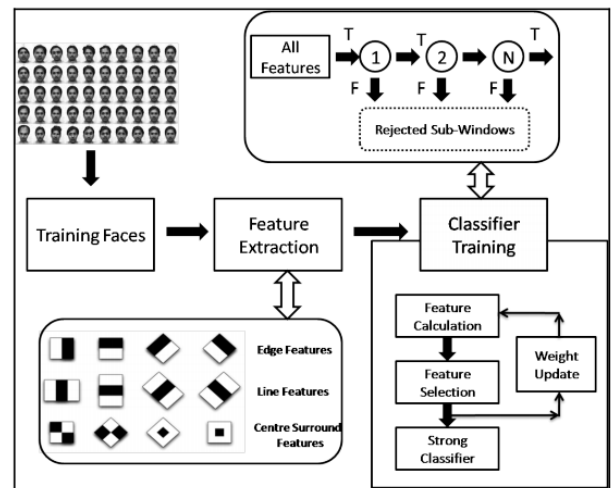 All
Features
T
1
T
2
N
T
F
F
F
Rejected Sub-Windows
Training Faces
Feature
Extraction
Classifier
Training
Edge Features
Line Features
Centre Surround
Features
Feature
Calculation
Feature
Selection
Strong
Classifier
Weight
Update